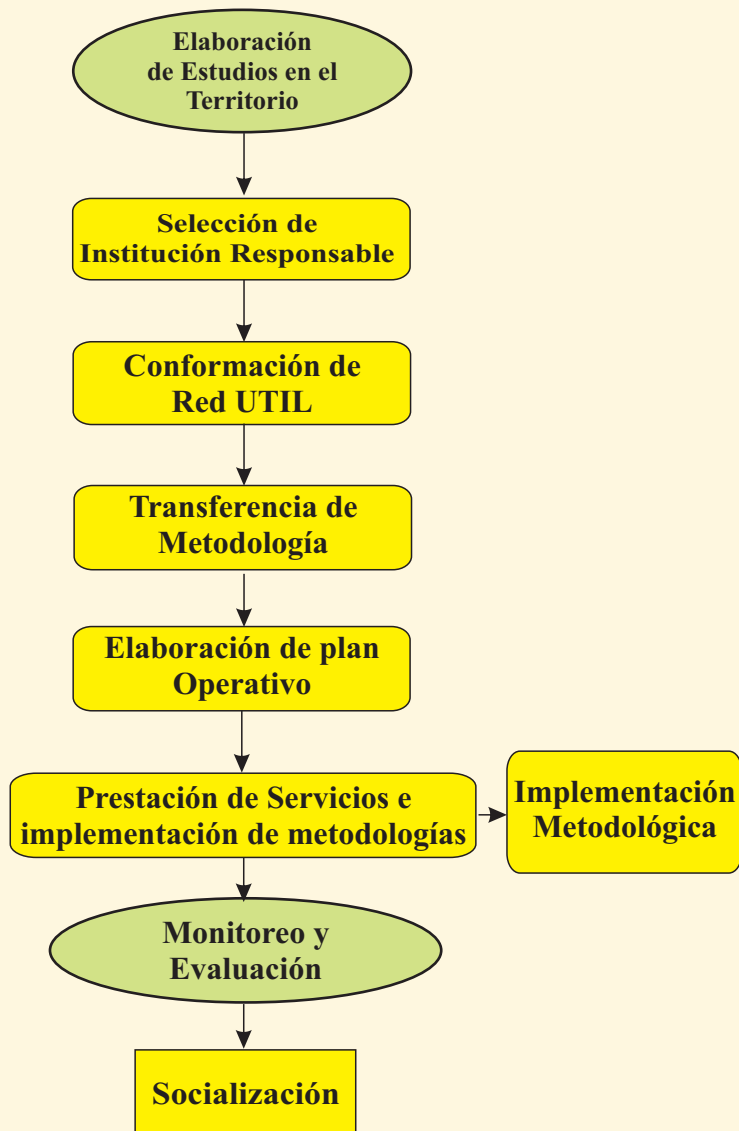 Elaboración
de Estudios en el
Territorio
Selección de
Institución Responsable
Conformación de
Red UTIL
Transferencia de
Metodología
Elaboración de plan
Operativo
Prestación de Servicios e
implementación de metodologías
Implementación
Metodológica
Monitoreo y
Evaluación
Socialización